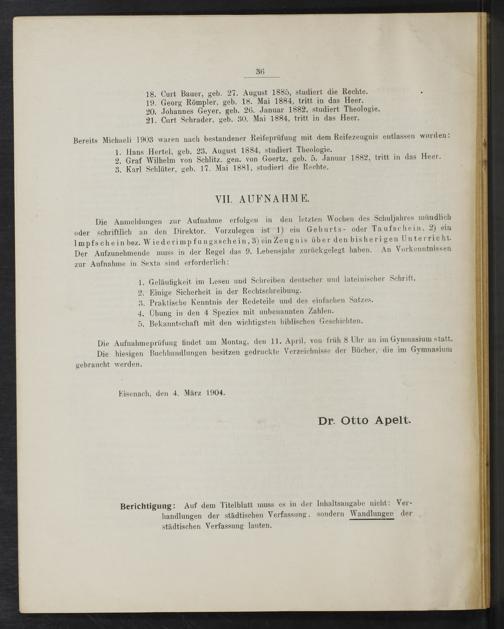 36
18. Curt Bauer, geb. 27. August 1885, studiert die Rechte.
19. Georg Römpler, geb. 18. Mai 1884, tritt in das Heer.
20. Johannes Geyer, geb. 26. Januar 1882, studiert Theologie.
21. Curt Schrader, geb. 30. Mai 1884, tritt in das Heer.
Bereits Michaeli 1903 waren nach bestandener Reifeprüfung mit dem Reifezeugnis entlassen worden:
1. Hans Hertel, geb. 23. August 1884, studiert Theologie.
2. Graf Wilhelm von Schlitz, gen. von Goertz, geb. 5. Januar 1882, tritt in das Heer.
3. Karl Schlüter, geb. 17. Mai 1881, studiert die Rechte.
VII. AUFNAHME.
Die Anmeldungen zur Aufnahme erfolgen in den letzten Wochen des Schuljahres mündlich
oder schriftlich an den Direktor. Vorzulegen ist 1) ein Geburts- oder Taufschein, 2) ein
Impfschein bez. Wiederimpfungsschein, 3) ein Zeugnis über den bisherigen Unterricht.
Der Aufzunehmende muss in der Regel das 9. Lebensjahr zurückgelegt haben. An Vorkenntnissen
zur Aufnahme in Sexta sind erforderlich:
1. Geläufigkeit im Lesen und Schreiben deutscher und lateinischer Schrift.
2. Einige Sicherheit in der Rechtschreibung.
3. Praktische Kenntnis der Redeteile und des einfachen Satzes.
4. Übung in den 4 Spezies mit unbenannten Zahlen.
5. Bekanntschaft mit den wichtigsten biblischen Geschichten.
Die Aufnahmeprüfung findet am Montag, den 11. April, von früh 8 Uhr an im Gymnasium statt.
Die hiesigen Buchhandlungen besitzen gedruckte Verzeichnisse der Bücher, die im Gymnasium
gebraucht werden.
Eisenach, den 4. März 1904.
Dr. Otto Apelt.
Berichtigung: Auf dem Titelblatt muss es in der Inhaltsangabe nicht: Ver-
handlungen der städtischen Verfassung, sondern Wandlungen der
städtischen Verfassung lauten.